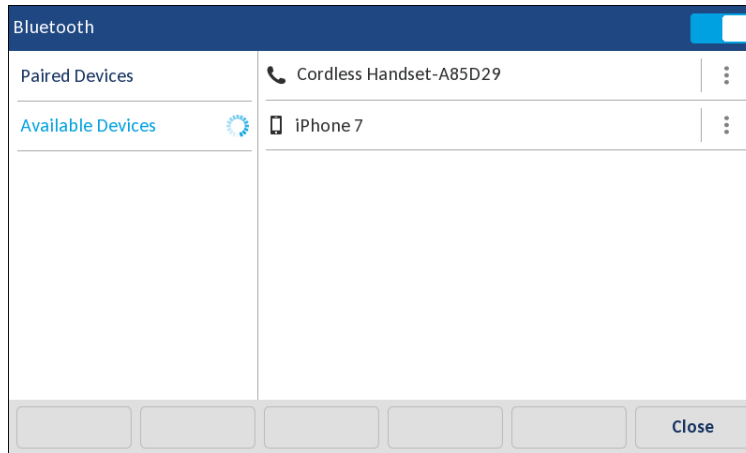 Bluetooth
Paired Devices
Available Devices
Cordless Handset-A85D29
iPhone 7
Close